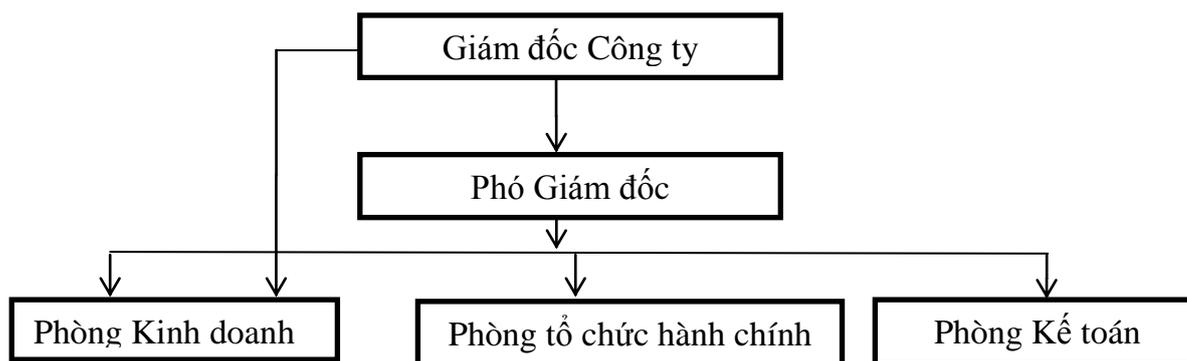 Giám đốc Công ty
Phó Giám đốc
Phòng Kinh doanh
Phòng tổ chức hành chính
Phòng Kế toán